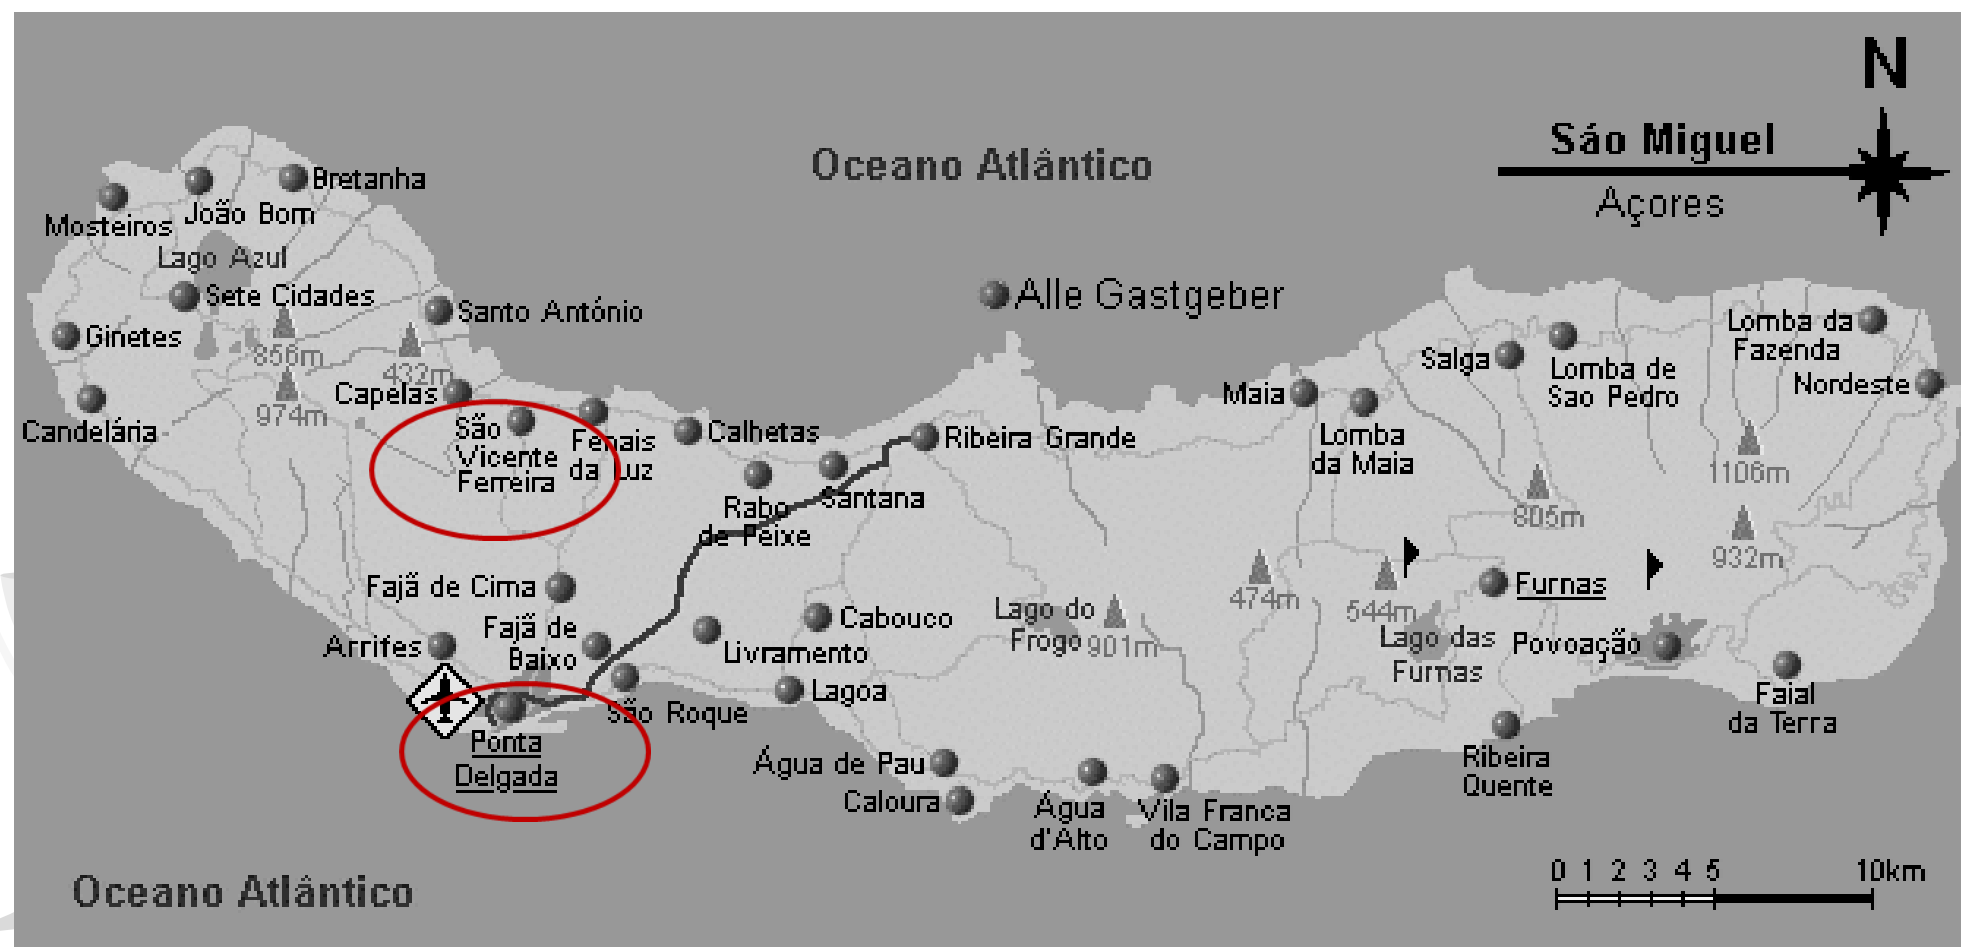 N
Sáo Miguel
Açores
Oceano Atlântico
Bretanha
João Bom
Mosteiros
Lago Azul
Sete Cidades
Santo António
Alle Gastgeber
Ginetes
856m
432m
974m
Capelas
Candelária
São
Vicente
Ferreira
Fenais
da Luz
Calhetas
Ribeira Grande
Santana
Rabo
de Peixe
Maia
Lomba
da Maia
Salga
Lomba de
Sao Pedro
Lomba da
Fazenda
Nordeste
1106m
805m
932m
Fajã de Cima
Fajã de
Baixo
Arrifes
Livramento
Cabouco
Lagoa
São Roque
Ponta
Delgada
Lago do
Frogo
901m
474m
544m
Lago das
Furnas
Furnas
Povoação
Faial
da Terra
Ribeira
Quente
Água de Pau
Caloura
Água
d'Alto
Vila Franca
do Campo
Oceano Atlântico
0 1 2 3 4 5 10km